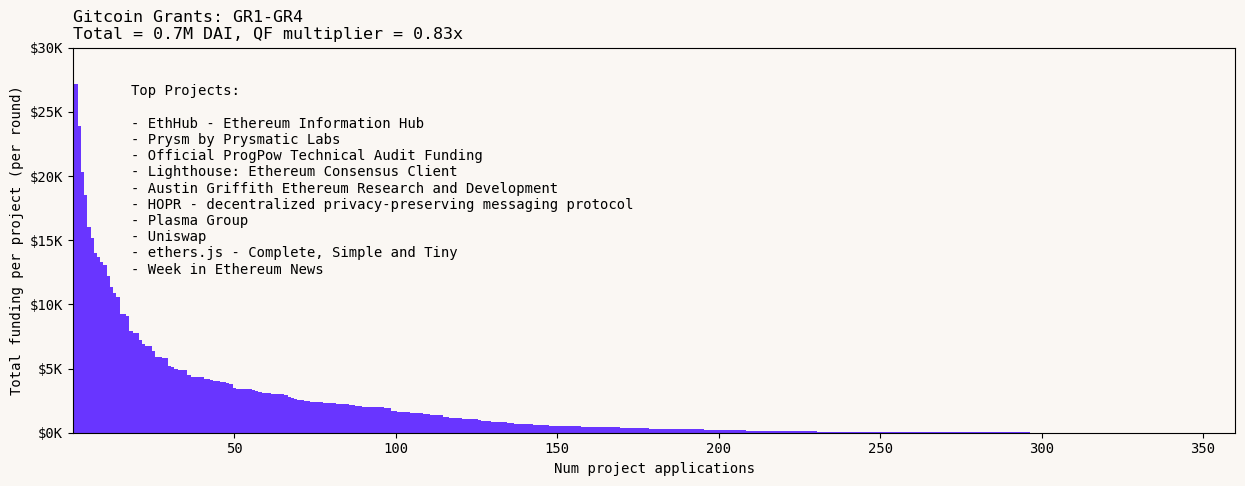 Gitcoin Grants: GR1-GR4
Total = 0.7M DAI, QF multiplier = 0.83x
$30K
$25K
$20K
$15K
$10K
$5K
$0K
Total funding per project (per round)
Top Projects:
- EthHub - Ethereum Information Hub
- Prysm by Prysmatic Labs
- Official ProgPow Technical Audit Funding
- Lighthouse: Ethereum Consensus Client
- Austin Griffith Ethereum Research and Development
- HOPR - decentralized privacy-preserving messaging protocol
- Plasma Group
- Uniswap
- ethers.js - Complete, Simple and Tiny
- Week in Ethereum News
50 100 150 200 250 300 350
Num project applications